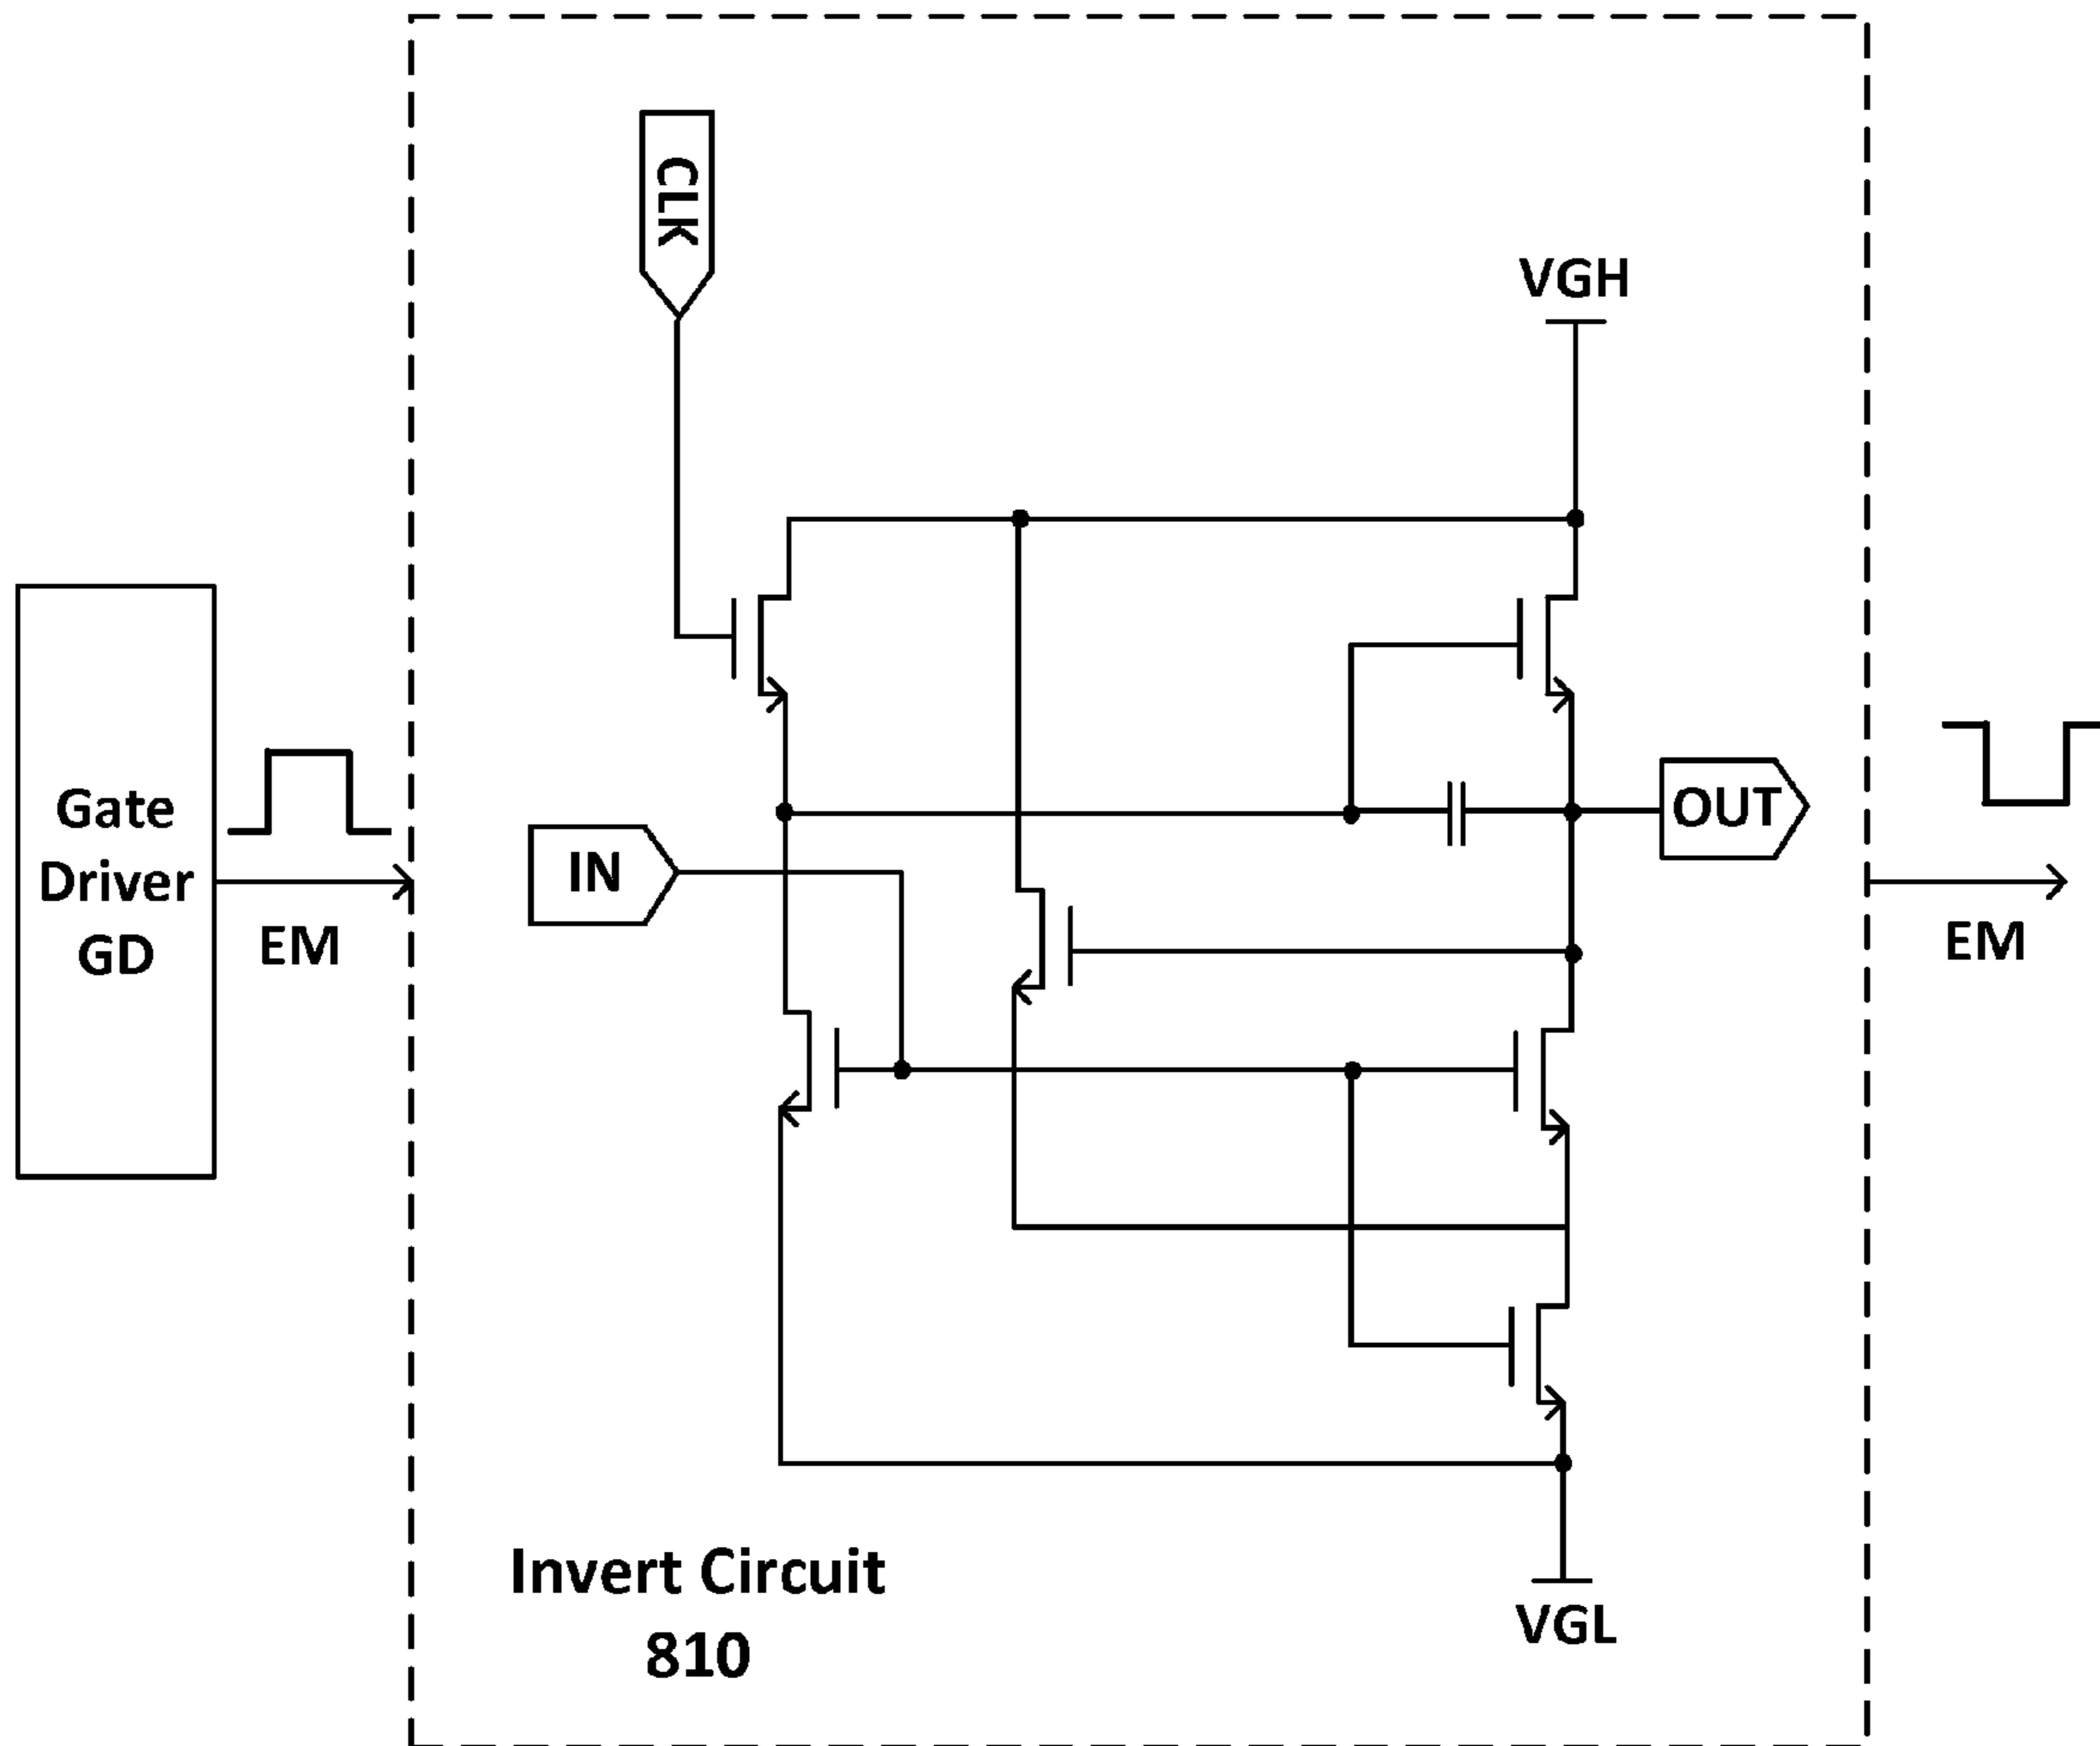 CLK
VGH
Gate
Driver
GD
EM
IN
OUT
EM
Invert Circuit
810
VGL